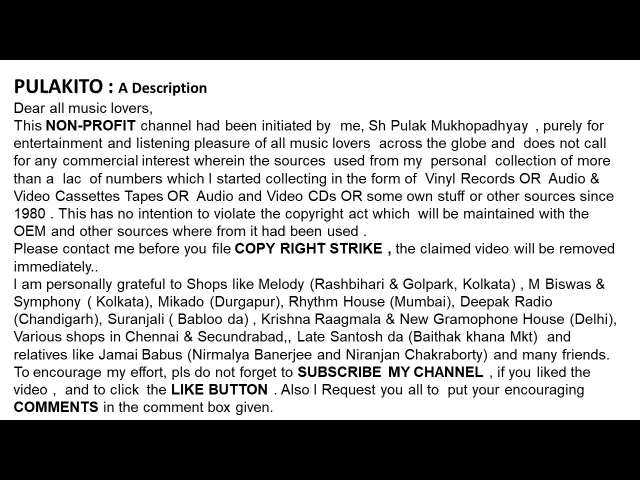 PULAKITO : A Description
Dear all music lovers,
This NON-PROFIT channel had been initiated by me, Sh Pulak Mukhopadhyay , purely for
entertainment and listening pleasure of all music lovers across the globe and does not call
for any commercial interest wherein the sources used from my personal collection of more
than a lac of numbers which I started collecting in the form of Vinyl Records OR Audio &
Video Cassettes Tapes OR Audio and Video CDs OR some own stuff or other sources since
1980 . This has no intention to violate the copyright act which will be maintained with the
OEM and other sources where from it had been used .
Please contact me before you file COPY RIGHT STRIKE , the claimed video will be removed
immediately..
I am personally grateful to Shops like Melody (Rashbihari & Golpark, Kolkata) , M Biswas &
Symphony ( Kolkata), Mikado (Durgapur), Rhythm House (Mumbai), Deepak Radio
(Chandigarh), Suranjali ( Babloo da) , Krishna Raagmala & New Gramophone House (Delhi),
Various shops in Chennai & Secundrabad,, Late Santosh da (Baithak khana Mkt) and
relatives like Jamai Babus (Nirmalya Banerjee and Niranjan Chakraborty) and many friends.
To encourage my effort, pls do not forget to SUBSCRIBE MY CHANNEL , if you liked the
video , and to click the LIKE BUTTON . Also I Request you all to put your encouraging
COMMENTS in the comment box given.